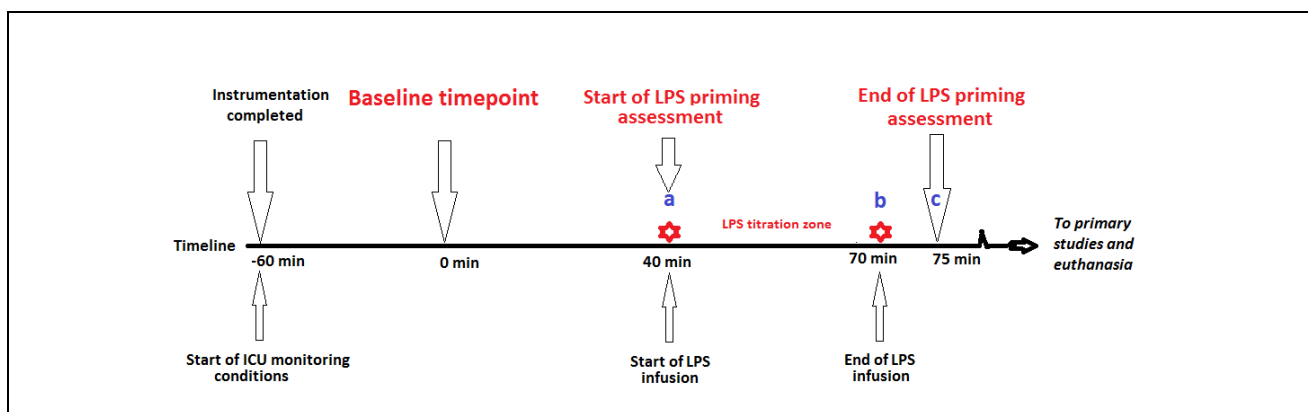 Instrumentation
completed
Baseline timepoint
Start of LPS priming
assessment
End of LPS priming
assessment
a
b
c
LPS titration zone
Timeline
-60 min
0 min
40 min
70 min
75 min
To primary
studies and
euthanasia
Start of ICU monitoring
conditions
Start of LPS
infusion
End of LPS
infusion